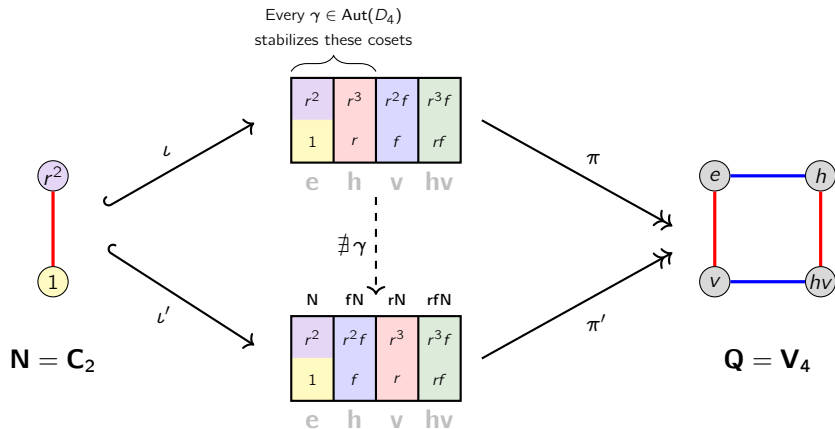 Every γ ∈ Aut(D₄)
stabilizes these cosets
r² r³ r²f r³f
1 r f rf
e h v hv
ι
π
r²
1
N = C₂
∄ γ
e h
v hv
Q = V₄
ι′
π′
N fN rN rfN
r² r²f r³ r³f
1 f r rf
e h v hv